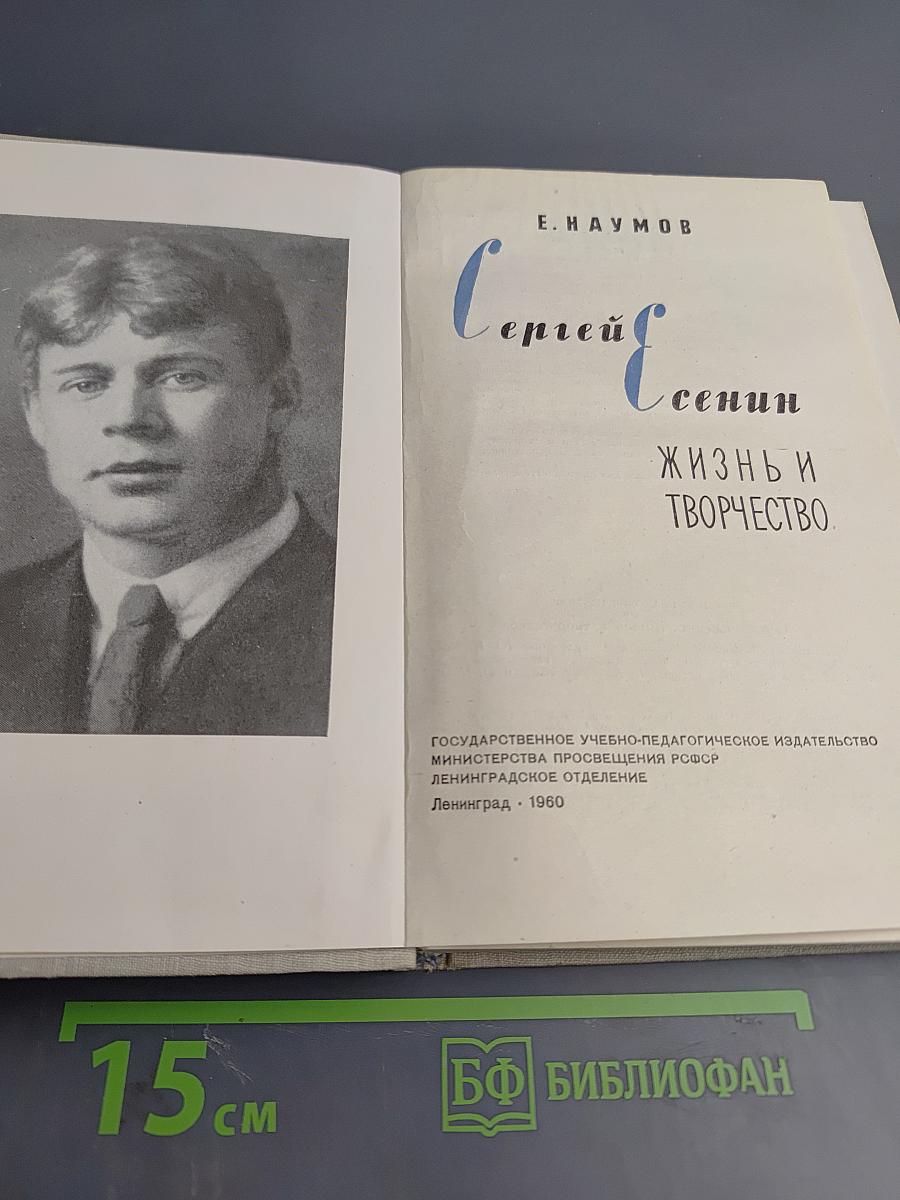 Е. НАУМОВ
Сергей
Есенин
ЖИЗНЬ И
ТВОРЧЕСТВО
ГОСУДАРСТВЕННОЕ УЧЕБНО-ПЕДАГОГИЧЕСКОЕ ИЗДАТЕЛЬСТВО
МИНИСТЕРСТВА ПРОСВЕЩЕНИЯ РСФСР
ЛЕНИНГРАДСКОЕ ОТДЕЛЕНИЕ
Ленинград • 1960
15 см
БФ БИБЛИОФАН